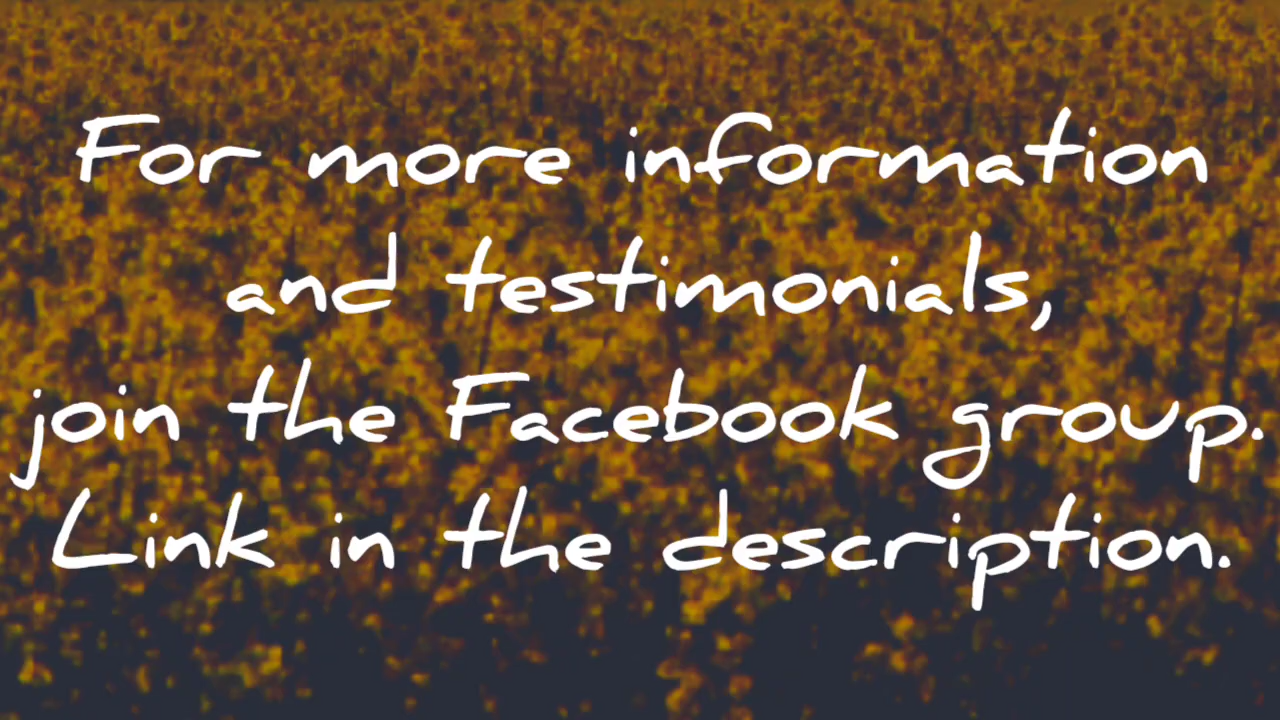 For more information
and testimonials,
join the Facebook group.
Link in the description.